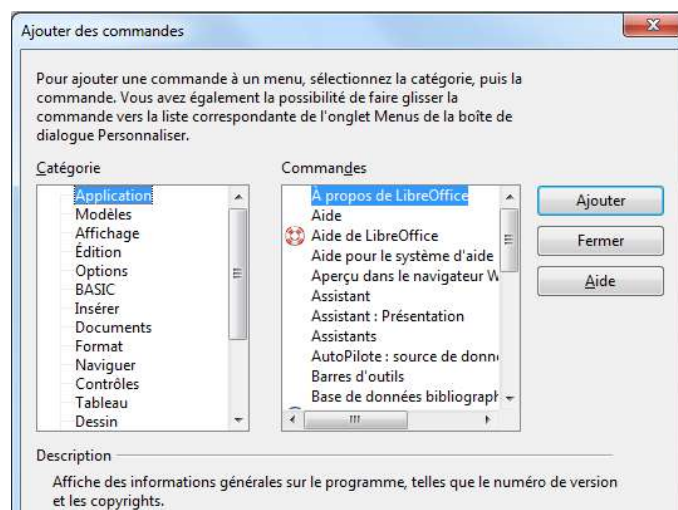 Ajouter des commandes
Pour ajouter une commande à un menu, sélectionnez la catégorie, puis la
commande. Vous avez également la possibilité de faire glisser la
commande vers la liste correspondante de l'onglet Menus de la boîte de
dialogue Personnaliser.
Catégorie
Application
Modèles
Affichage
Édition
Options
BASIC
Insérer
Documents
Format
Naviguer
Contrôles
Tableau
Dessin
Commandes
À propos de LibreOffice
Aide
Aide de LibreOffice
Aide pour le système d'aide
Aperçu dans le navigateur W
Assistant
Assistant : Présentation
Assistants
AutoPilote : source de donn
Barres d'outils
Base de données bibliograph
Ajouter
Fermer
Aide
Description
Affiche des informations générales sur le programme, telles que le numéro de version
et les copyrights.